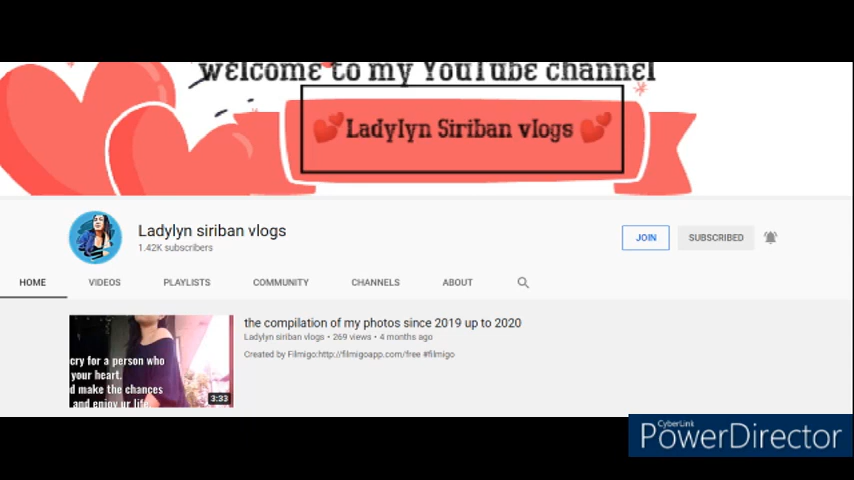 welcome to my YouTube channel
💕Ladylyn Siriban vlogs 💕
Ladylyn siriban vlogs
1.42K subscribers
JOIN
SUBSCRIBED
HOME
VIDEOS
PLAYLISTS
COMMUNITY
CHANNELS
ABOUT
cry for a person who
your heart.
d make the chances
and enjoy ur life
3:33
the compilation of my photos since 2019 up to 2020
Ladylyn siriban vlogs • 269 views • 4 months ago
Created by Filmigo:http://filmigoapp.com/free #filmigo
CyberLink
PowerDirector